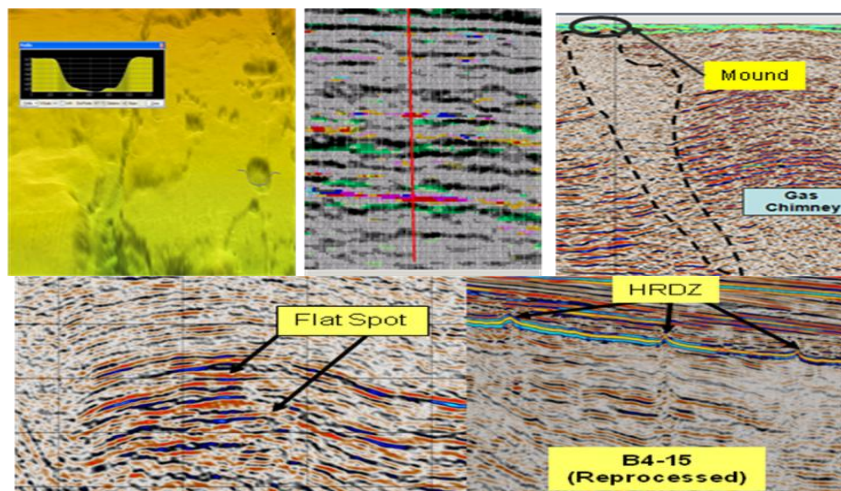 Mound
Gas
Chimney
Flat Spot
HRDZ
B4-15
(Reprocessed)